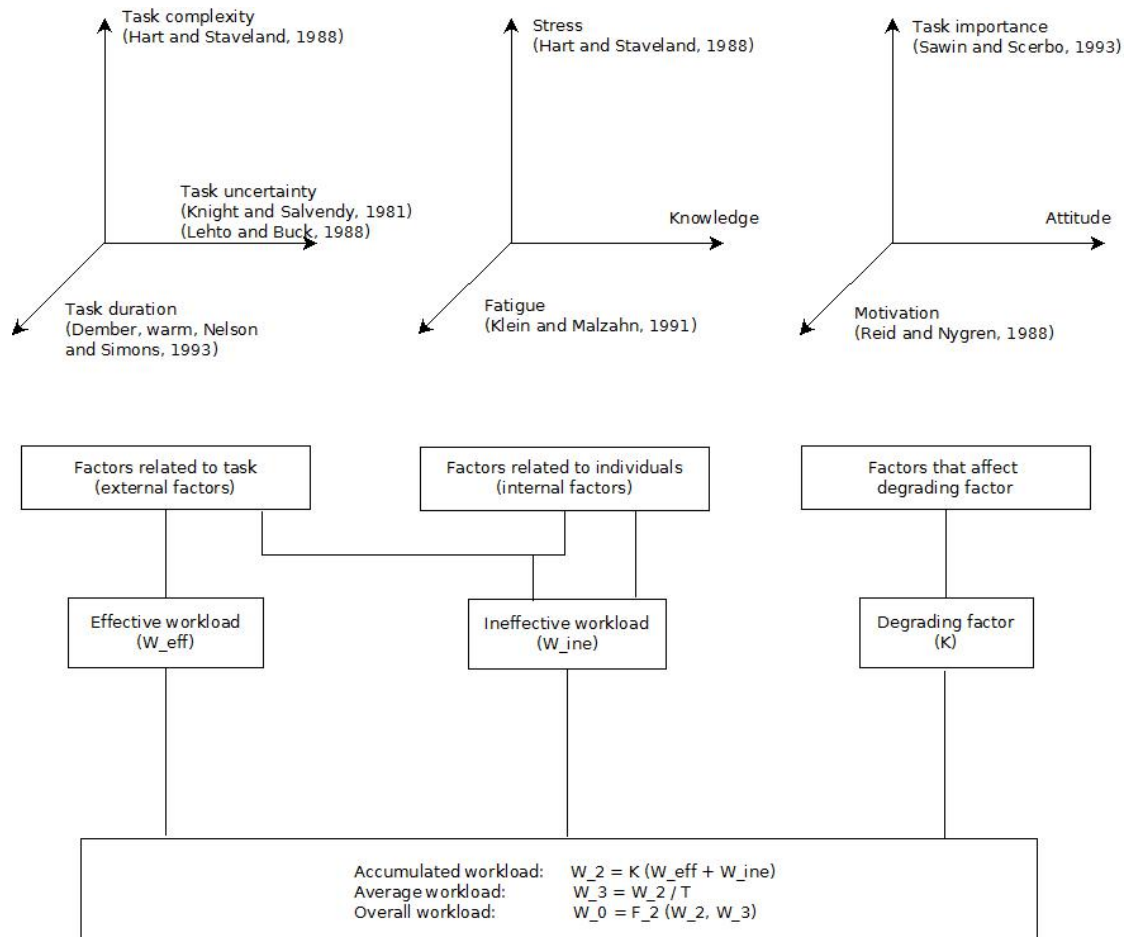 Task complexity
(Hart and Staveland, 1988)
Stress
(Hart and Staveland, 1988)
Task importance
(Sawin and Scerbo, 1993)
Task uncertainty
(Knight and Salvendy, 1981)
(Lehto and Buck, 1988)
Knowledge
Attitude
Task duration
(Dember, warm, Nelson
and Simons, 1993)
Fatigue
(Klein and Malzahn, 1991)
Motivation
(Reid and Nygren, 1988)
Factors related to task
(external factors)
Factors related to individuals
(internal factors)
Factors that affect
degrading factor
Effective workload
(W_eff)
Ineffective workload
(W_ine)
Degrading factor
(K)
Accumulated workload: W_2 = K (W_eff + W_ine)
Average workload: W_3 = W_2 / T
Overall workload: W_0 = F_2 (W_2, W_3)